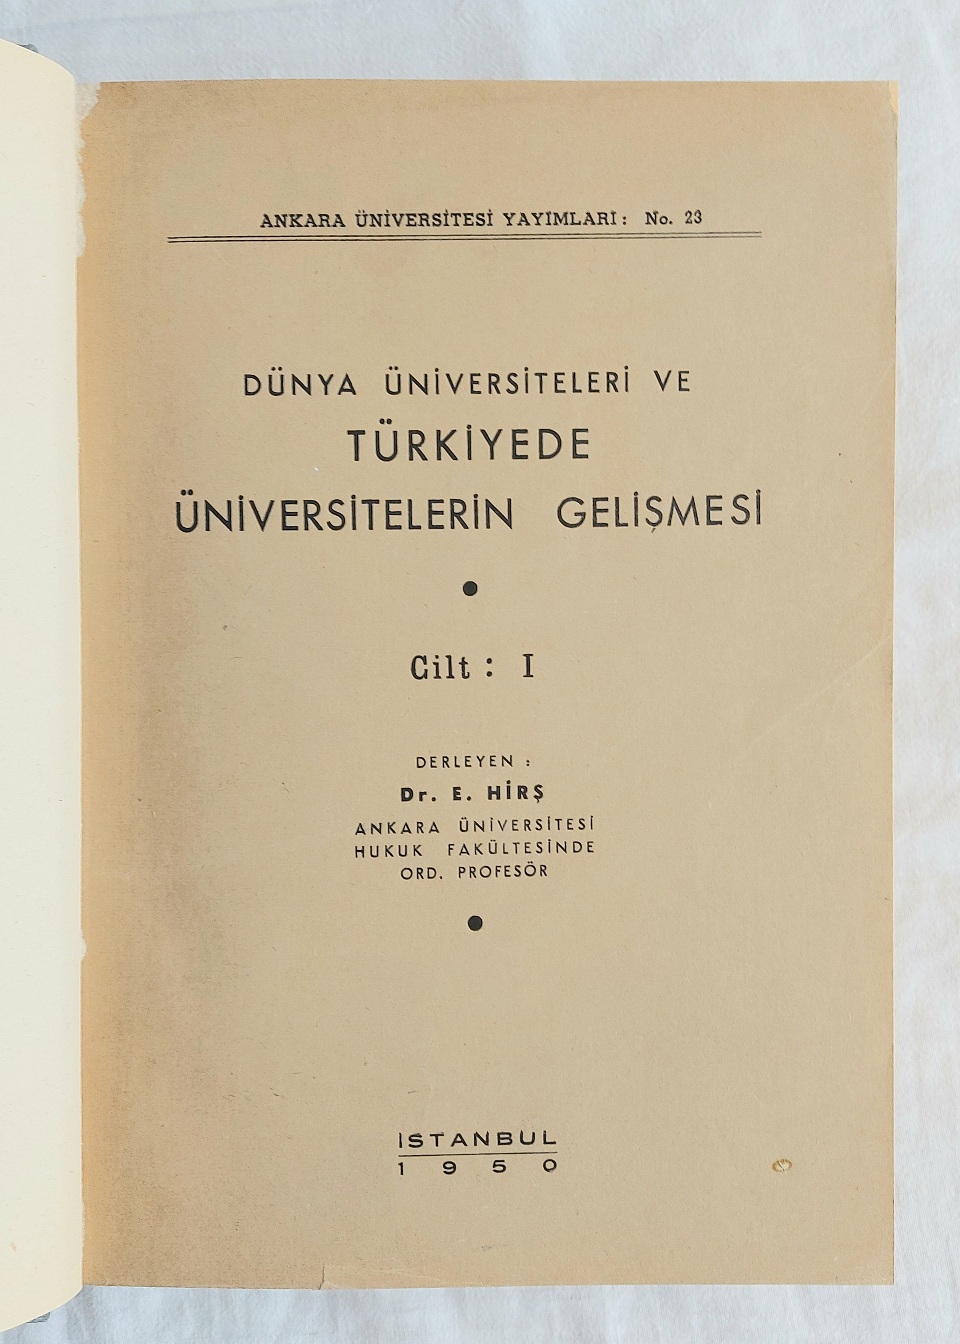 ANKARA ÜNİVERSİTESİ YAYIMLARI: No. 23
DÜNYA ÜNİVERSİTELERİ VE
TÜRKİYEDE
ÜNİVERSİTELERİN GELİŞMESİ
Cilt : I
DERLEYEN :
Dr. E. HİRŞ
ANKARA ÜNİVERSİTESİ
HUKUK FAKÜLTESİNDE
ORD. PROFESÖR
İSTANBUL
1950